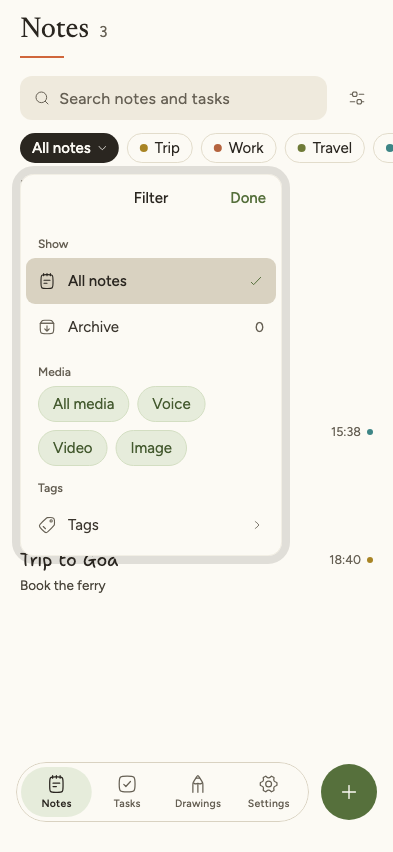 Notes 3
Search notes and tasks
All notes Trip Work Travel
Filter Done
Show
All notes
Archive 0
Media
All media Voice
Video Image
15:38
Tags
Tags
Trip to Goa 18:40
Book the ferry
Notes Tasks Drawings Settings